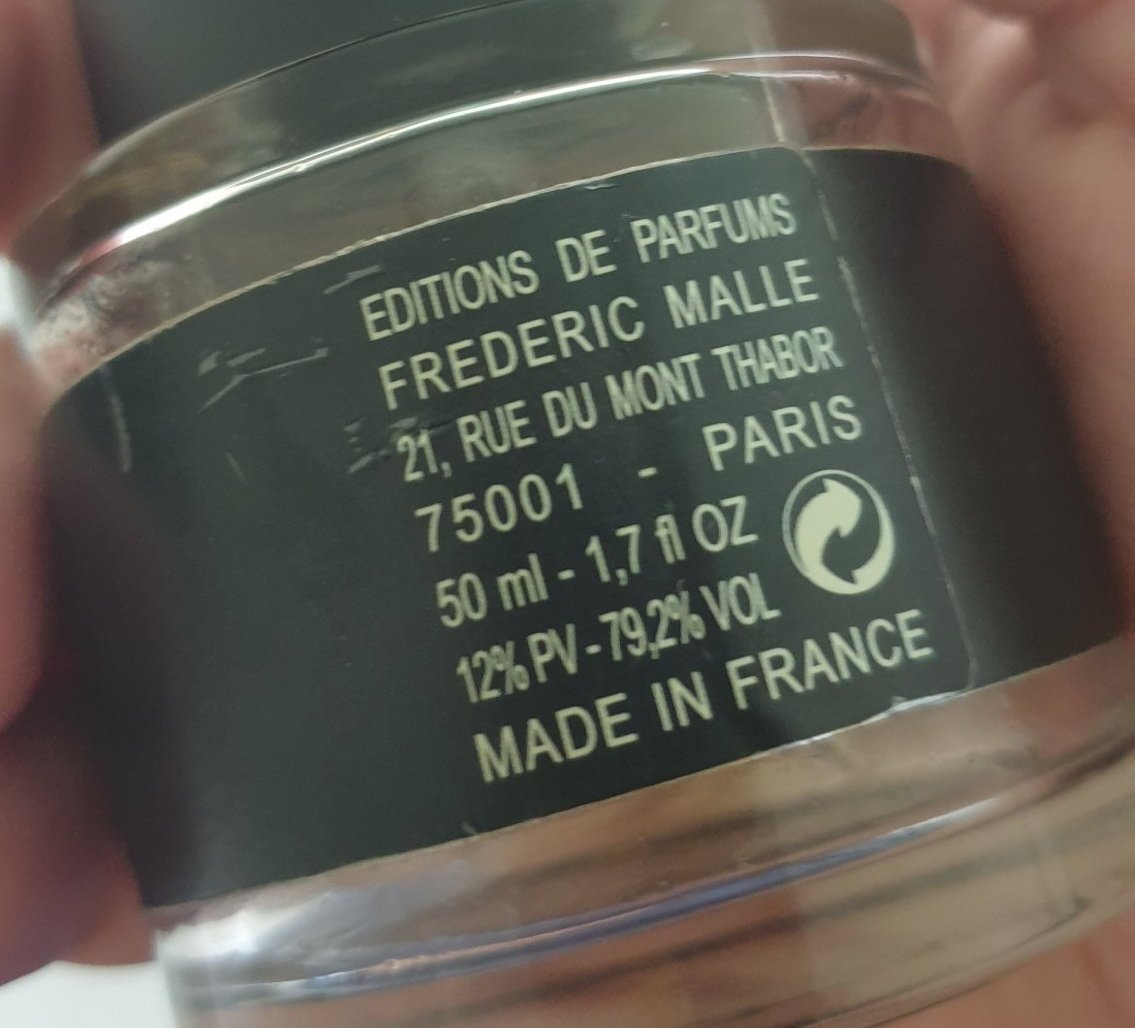 EDITIONS DE PARFUMS
FREDERIC MALLE
21, RUE DU MONT THABOR
75001 - PARIS
50 ml - 1,7 fl OZ
12% PV - 79,2% VOL
MADE IN FRANCE